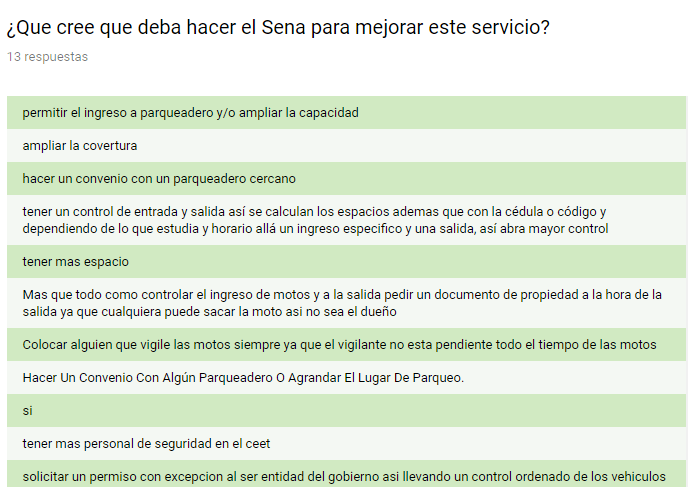 ¿Que cree que deba hacer el Sena para mejorar este servicio?
13 respuestas
permitir el ingreso a parqueadero y/o ampliar la capacidad
ampliar la covertura
hacer un convenio con un parqueadero cercano
tener un control de entrada y salida así se calculan los espacios ademas que con la cédula o código y
dependiendo de lo que estudia y horario allá un ingreso especifico y una salida, así abra mayor control
tener mas espacio
Mas que todo como controlar el ingreso de motos y a la salida pedir un documento de propiedad a la hora de la
salida ya que cualquiera puede sacar la moto asi no sea el dueño
Colocar alguien que vigile las motos siempre ya que el vigilante no esta pendiente todo el tiempo de las motos
Hacer Un Convenio Con Algún Parqueadero O Agrandar El Lugar De Parqueo.
si
tener mas personal de seguridad en el ceet
solicitar un permiso con excepcion al ser entidad del gobierno asi llevando un control ordenado de los vehiculos